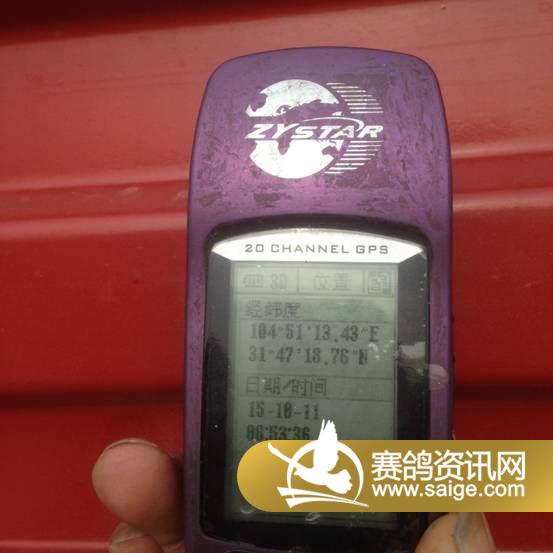 ZYSTAR
20 CHANNEL GPS
3D 位置
经纬度
104°51'13.43"E
31°47'18.76"N
日期/时间
15-10-11
08:53:36
赛鸽资讯网
www.saige.com